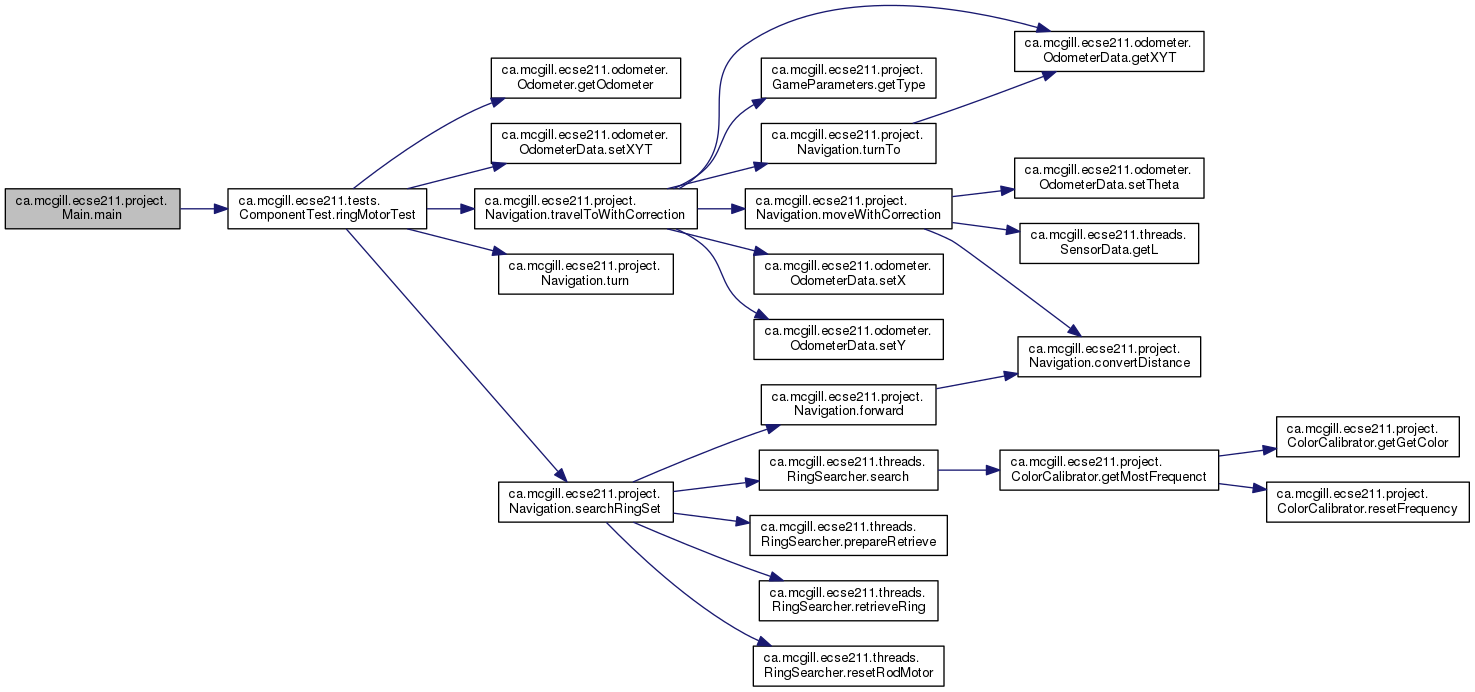 ca.mcgill.ecse211.project.
Main.main
ca.mcgill.ecse211.tests.
ComponentTest.ringMotorTest
ca.mcgill.ecse211.odometer.
Odometer.getOdometer
ca.mcgill.ecse211.odometer.
OdometerData.setXYT
ca.mcgill.ecse211.project.
Navigation.travelToWithCorrection
ca.mcgill.ecse211.project.
Navigation.turn
ca.mcgill.ecse211.project.
Navigation.searchRingSet
ca.mcgill.ecse211.project.
GameParameters.getType
ca.mcgill.ecse211.project.
Navigation.turnTo
ca.mcgill.ecse211.project.
Navigation.moveWithCorrection
ca.mcgill.ecse211.odometer.
OdometerData.setX
ca.mcgill.ecse211.odometer.
OdometerData.setY
ca.mcgill.ecse211.project.
Navigation.forward
ca.mcgill.ecse211.threads.
RingSearcher.search
ca.mcgill.ecse211.threads.
RingSearcher.prepareRetrieve
ca.mcgill.ecse211.threads.
RingSearcher.retrieveRing
ca.mcgill.ecse211.threads.
RingSearcher.resetRodMotor
ca.mcgill.ecse211.odometer.
OdometerData.getXYT
ca.mcgill.ecse211.odometer.
OdometerData.setTheta
ca.mcgill.ecse211.threads.
SensorData.getL
ca.mcgill.ecse211.project.
Navigation.convertDistance
ca.mcgill.ecse211.project.
ColorCalibrator.getMostFrequenct
ca.mcgill.ecse211.project.
ColorCalibrator.getGetColor
ca.mcgill.ecse211.project.
ColorCalibrator.resetFrequency